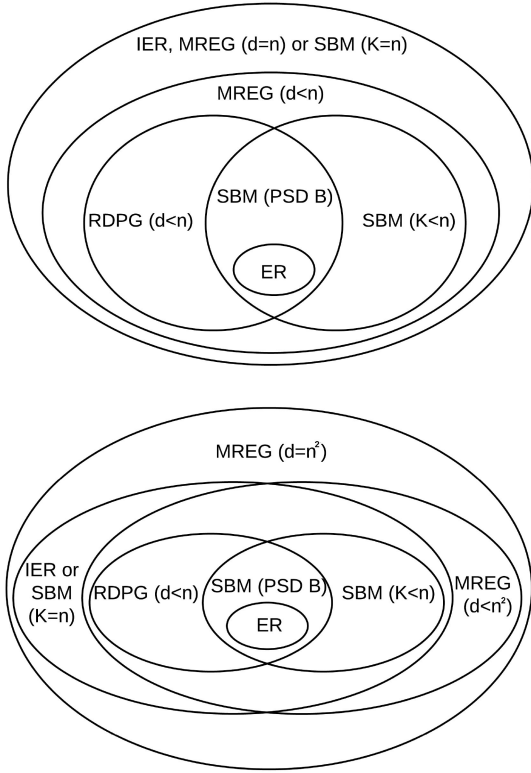 IER, MREG (d=n) or SBM (K=n)
MREG (d<n)
SBM (PSD B)
RDPG (d<n)
SBM (K<n)
ER
MREG (d=n²)
IER or
SBM
(K=n)
RDPG (d<n)
SBM (PSD B)
SBM (K<n)
MREG
(d<n²)
ER